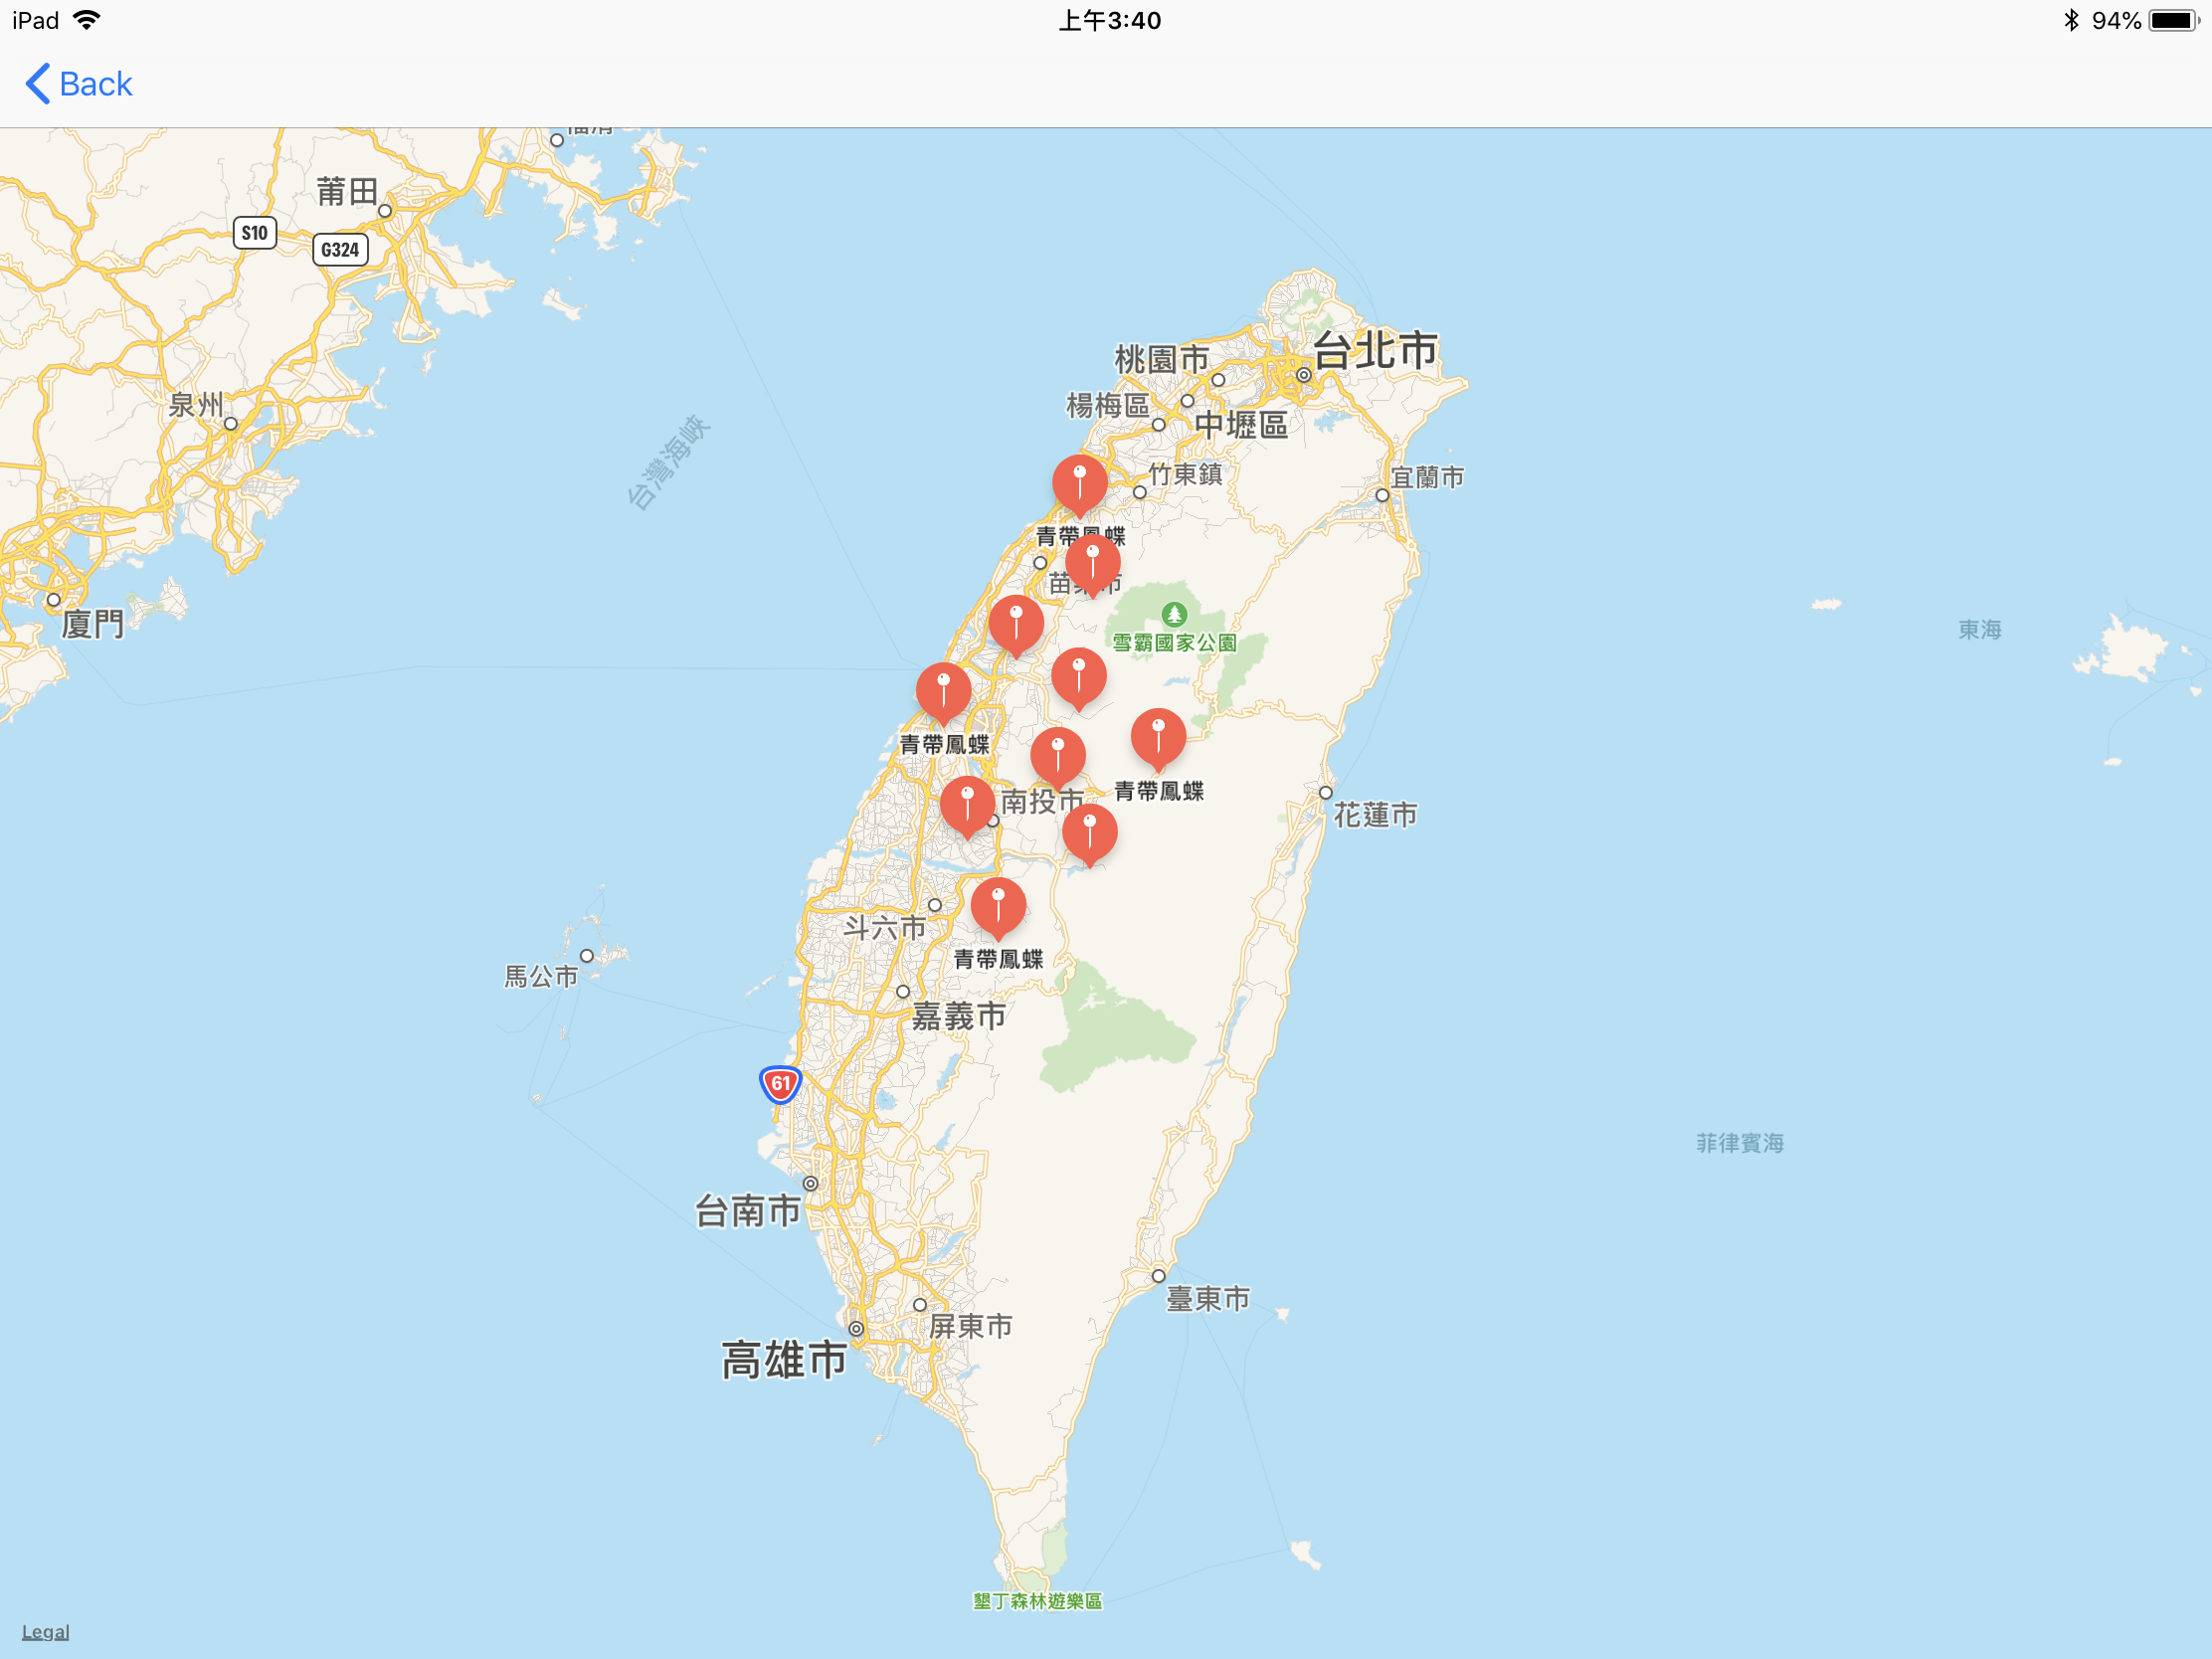 iPad
上午3:40
94%
Back
莆田
S10
G324
台北市
桃園市
楊梅區
中壢區
泉州
台灣海峽
竹東鎮
宜蘭市
青帶鳳蝶
廈門
雪霸國家公園
東海
青帶鳳蝶
青帶鳳蝶
南投市
花蓮市
斗六市
青帶鳳蝶
馬公市
嘉義市
61
菲律賓海
台南市
臺東市
屏東市
高雄市
墾丁森林遊樂區
Legal